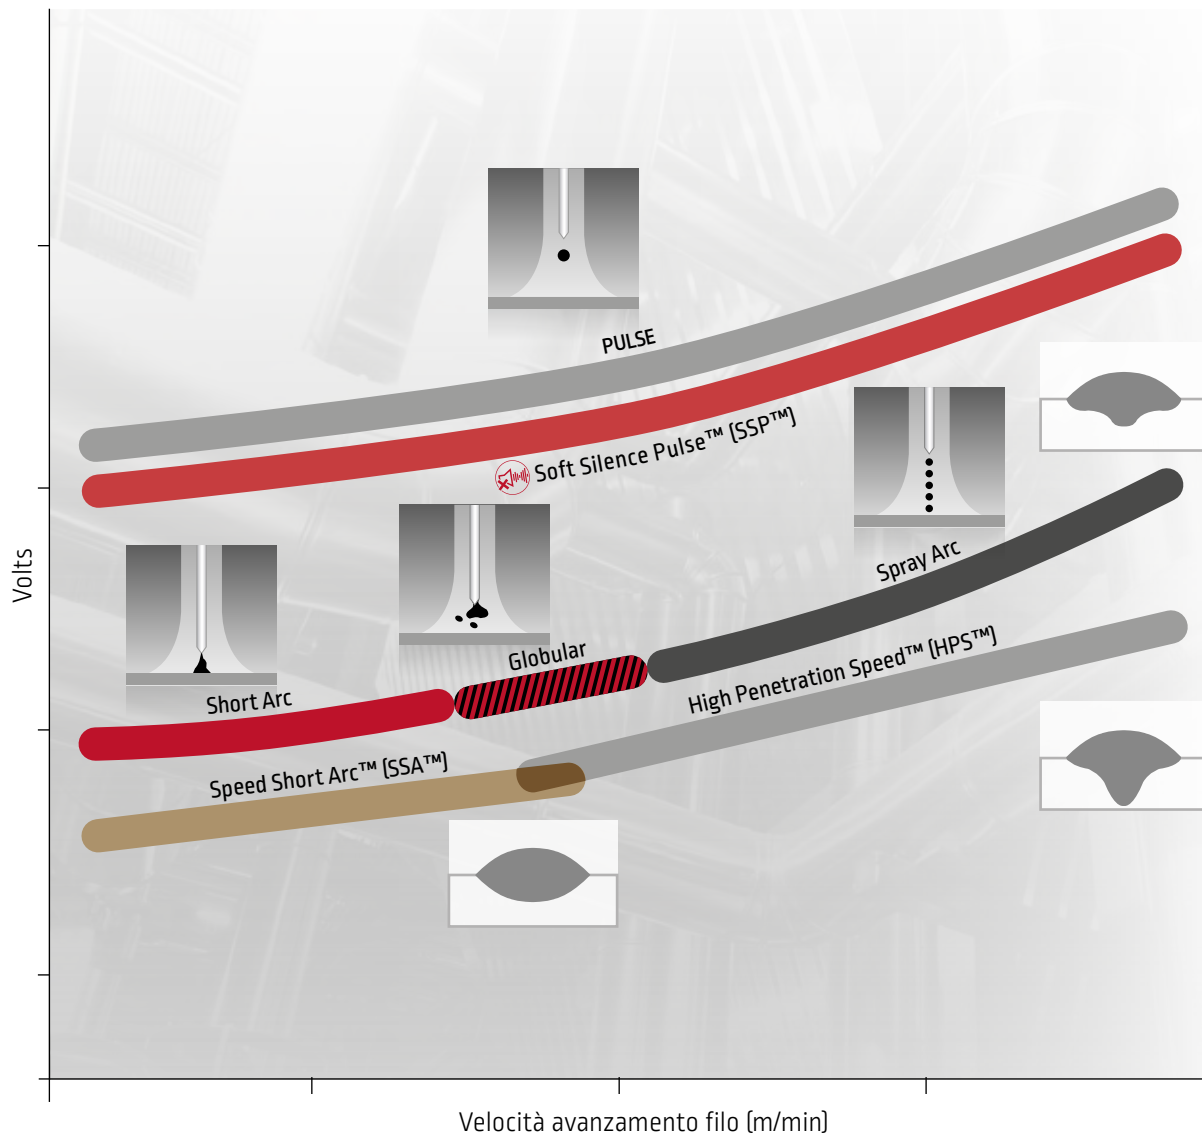 PULSE
Soft Silence Pulse™ (SSP™)
Spray Arc
Volts
Globular
High Penetration Speed™ (HPS™)
Short Arc
Speed Short Arc™ (SSA™)
Velocità avanzamento filo (m/min)